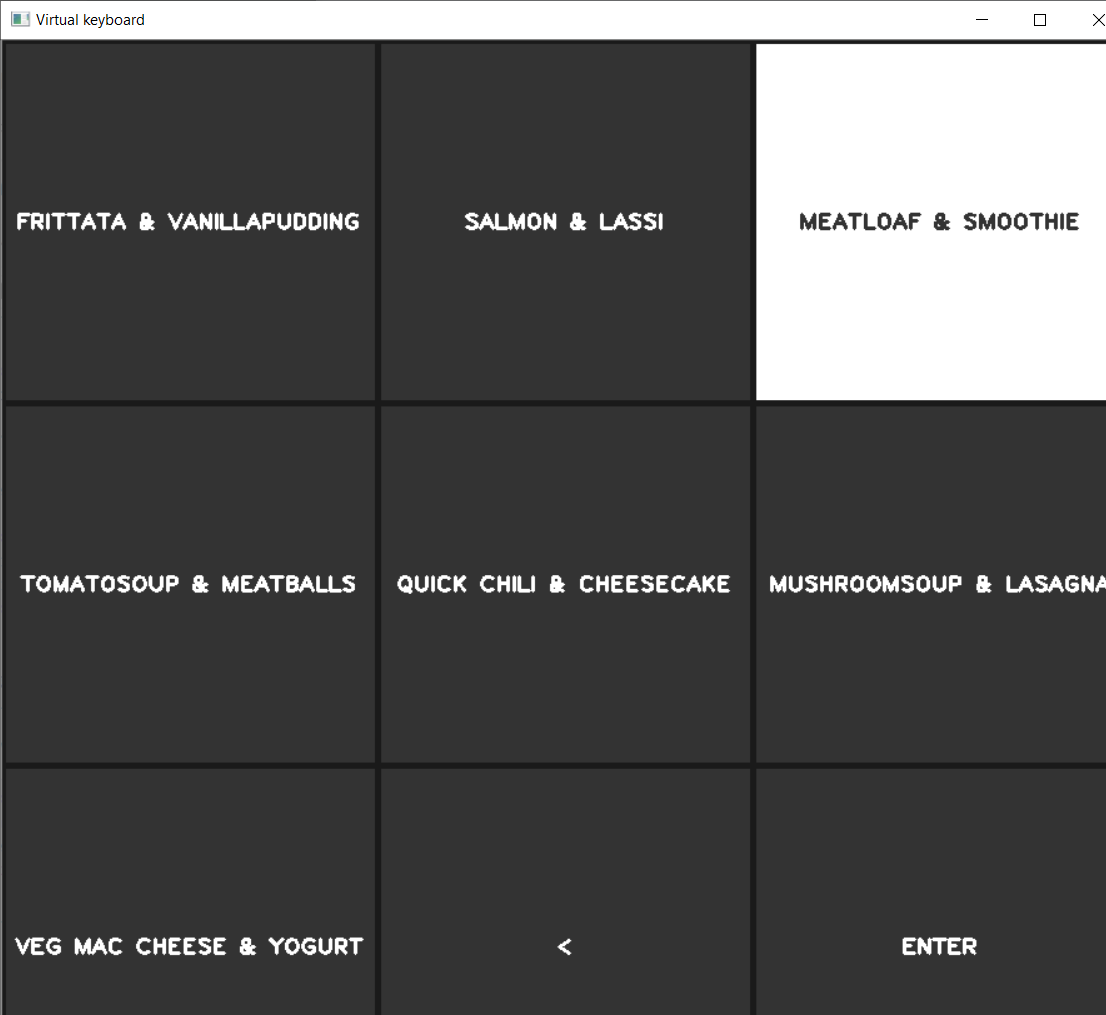 Virtual keyboard
FRITTATA & VANILLAPUDDING
SALMON & LASSI
MEATLOAF & SMOOTHIE
TOMATOSOUP & MEATBALLS
QUICK CHILI & CHEESECAKE
MUSHROOMSOUP & LASAGNA
VEG MAC CHEESE & YOGURT
<
ENTER